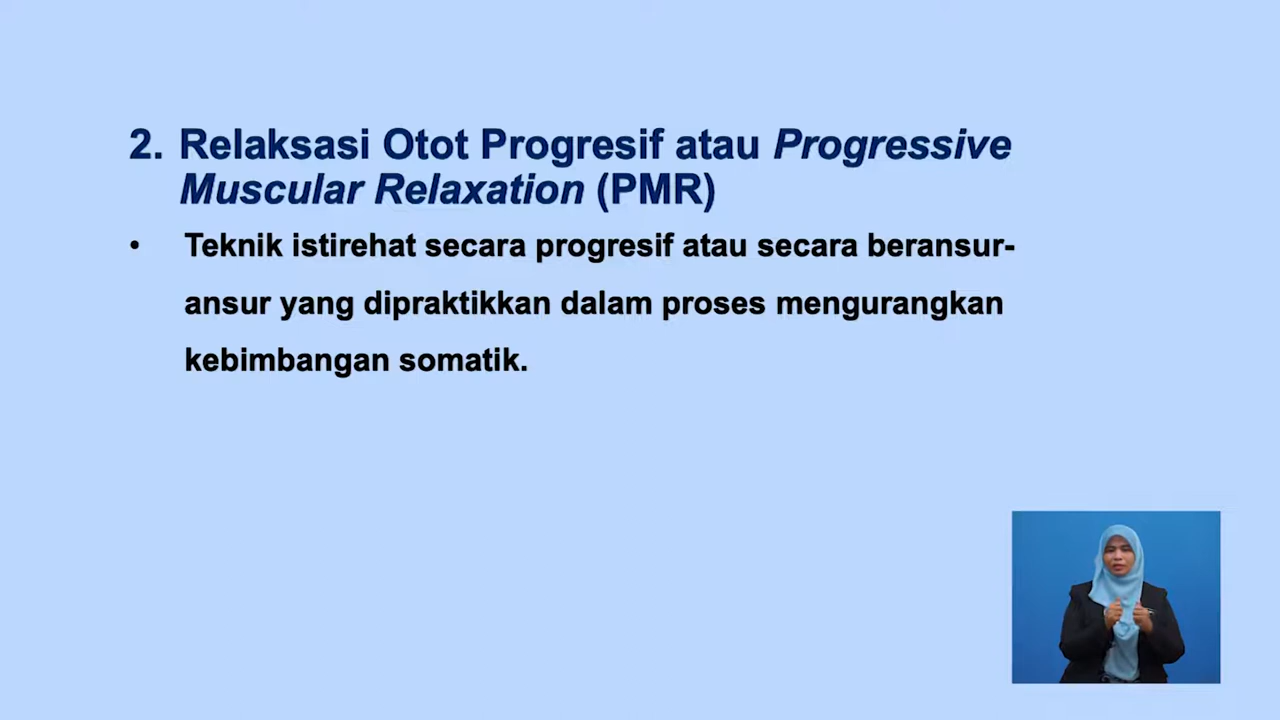 2. Relaksasi Otot Progresif atau Progressive
Muscular Relaxation (PMR)
• Teknik istirehat secara progresif atau secara beransur-
ansur yang dipraktikkan dalam proses mengurangkan
kebimbangan somatik.